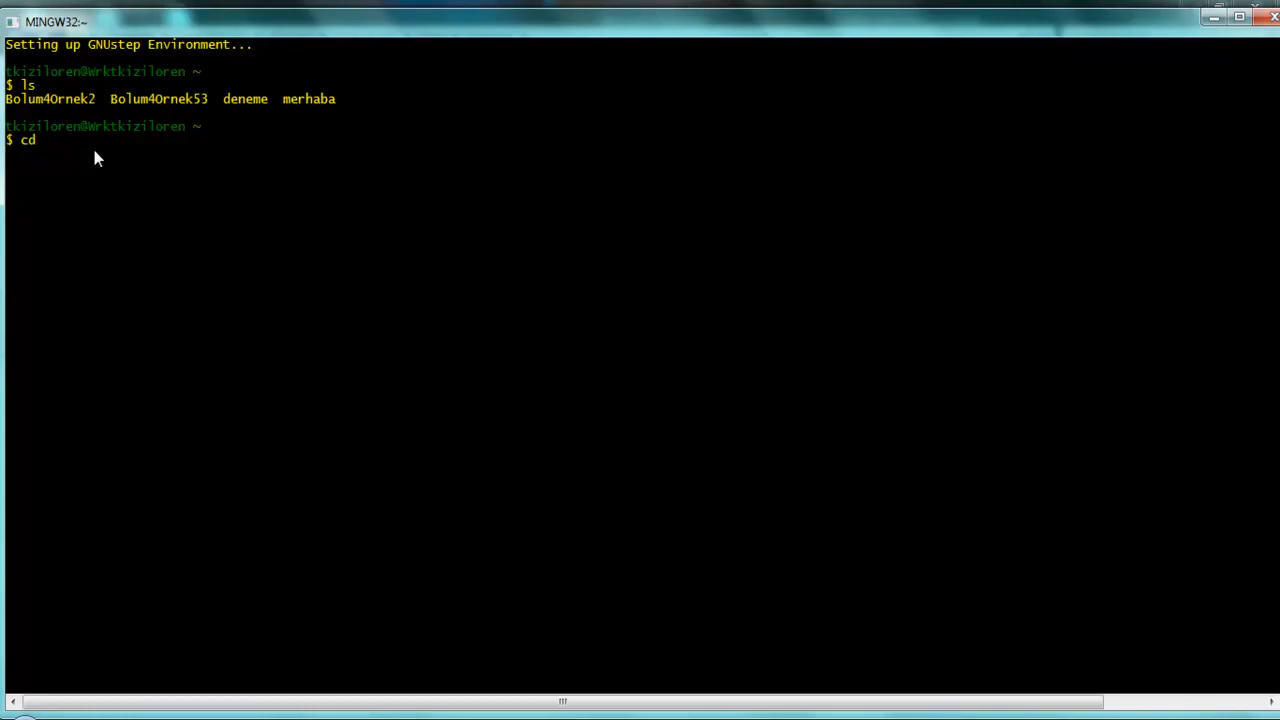 MINGW32:~
Setting up GNUstep Environment...
tkiziloren@Wrktkiziloren ~
$ ls
Bolum4Ornek2  Bolum4Ornek53  deneme  merhaba
tkiziloren@Wrktkiziloren ~
$ cd